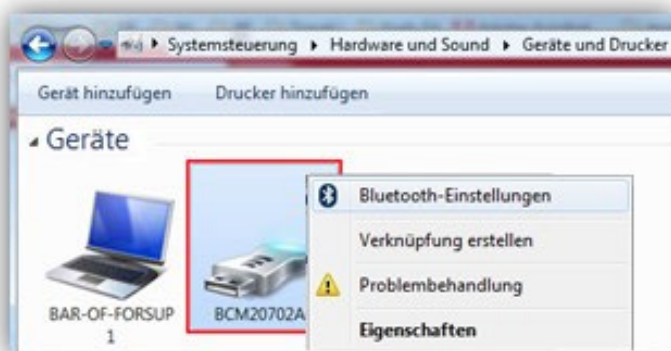 Systemsteuerung ▸ Hardware und Sound ▸ Geräte und Drucker
Gerät hinzufügen Drucker hinzufügen
Geräte
BAR-OF-FORSUP
1
BCM20702A
Bluetooth-Einstellungen
Verknüpfung erstellen
Problembehandlung
Eigenschaften